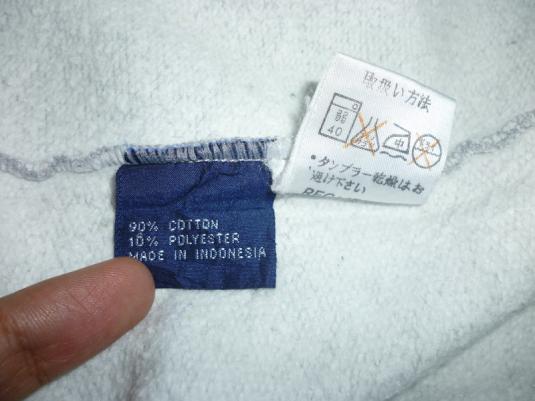 取扱い方法
弱
40
中
・タンブラー乾燥はお
避け下さい
90% COTTON
10% POLYESTER
MADE IN INDONESIA